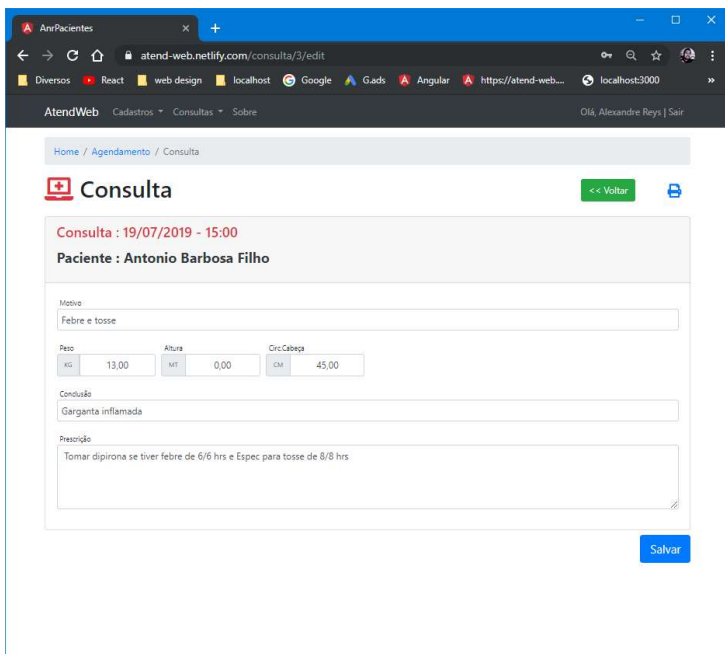 AnrPacientes
atend-web.netlify.com/consulta/3/edit
Diversos React web design localhost Google G.ads Angular https://atend-web.... localhost:3000 »
AtendWeb Cadastros Consultas Sobre Olá, Alexandre Reys | Sair
Home / Agendamento / Consulta
Consulta << Voltar
Consulta : 19/07/2019 - 15:00
Paciente : Antonio Barbosa Filho
Motivo
Febre e tosse
Peso Altura Circ.Cabeça
KG 13,00 MT 0,00 CM 45,00
Conclusão
Garganta inflamada
Prescrição
Tomar dipirona se tiver febre de 6/6 hrs e Espec para tosse de 8/8 hrs
Salvar